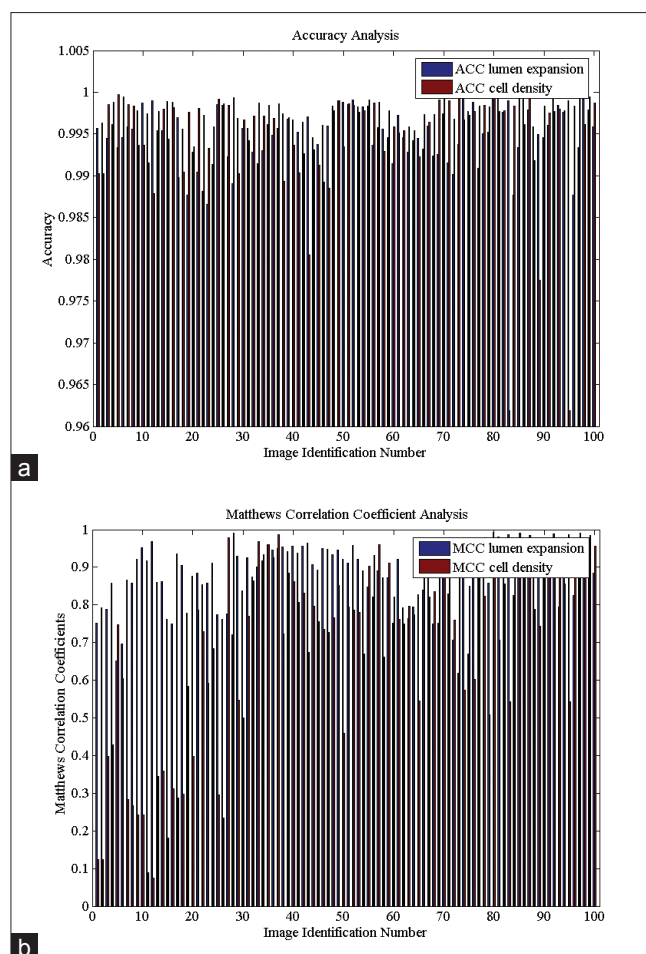 Accuracy Analysis
1.005
ACC lumen expansion
ACC cell density
1
0.995
0.99
0.985
0.98
0.975
0.97
0.965
0.96
Accuracy
0 10 20 30 40 50 60 70 80 90 100
Image Identification Number
a
Matthews Correlation Coefficient Analysis
1
MCC lumen expansion
MCC cell density
0.9
0.8
0.7
0.6
0.5
0.4
0.3
0.2
0.1
0
Matthews Correlation Coefficients
0 10 20 30 40 50 60 70 80 90 100
Image Identification Number
b